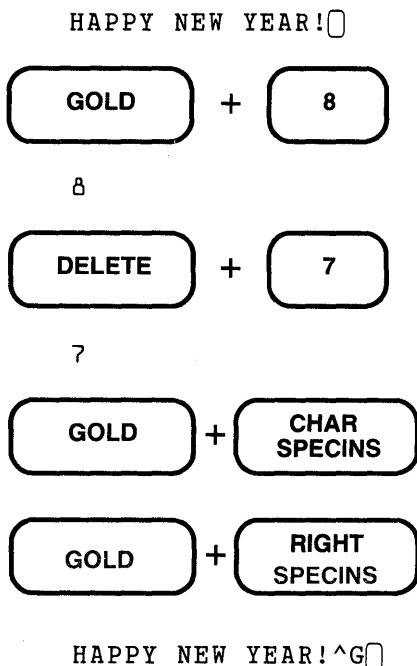 HAPPY NEW YEAR!
GOLD + 8
8
DELETE + 7
7
GOLD + CHAR
SPECINS
GOLD + RIGHT
SPECINS
HAPPY NEW YEAR!^G